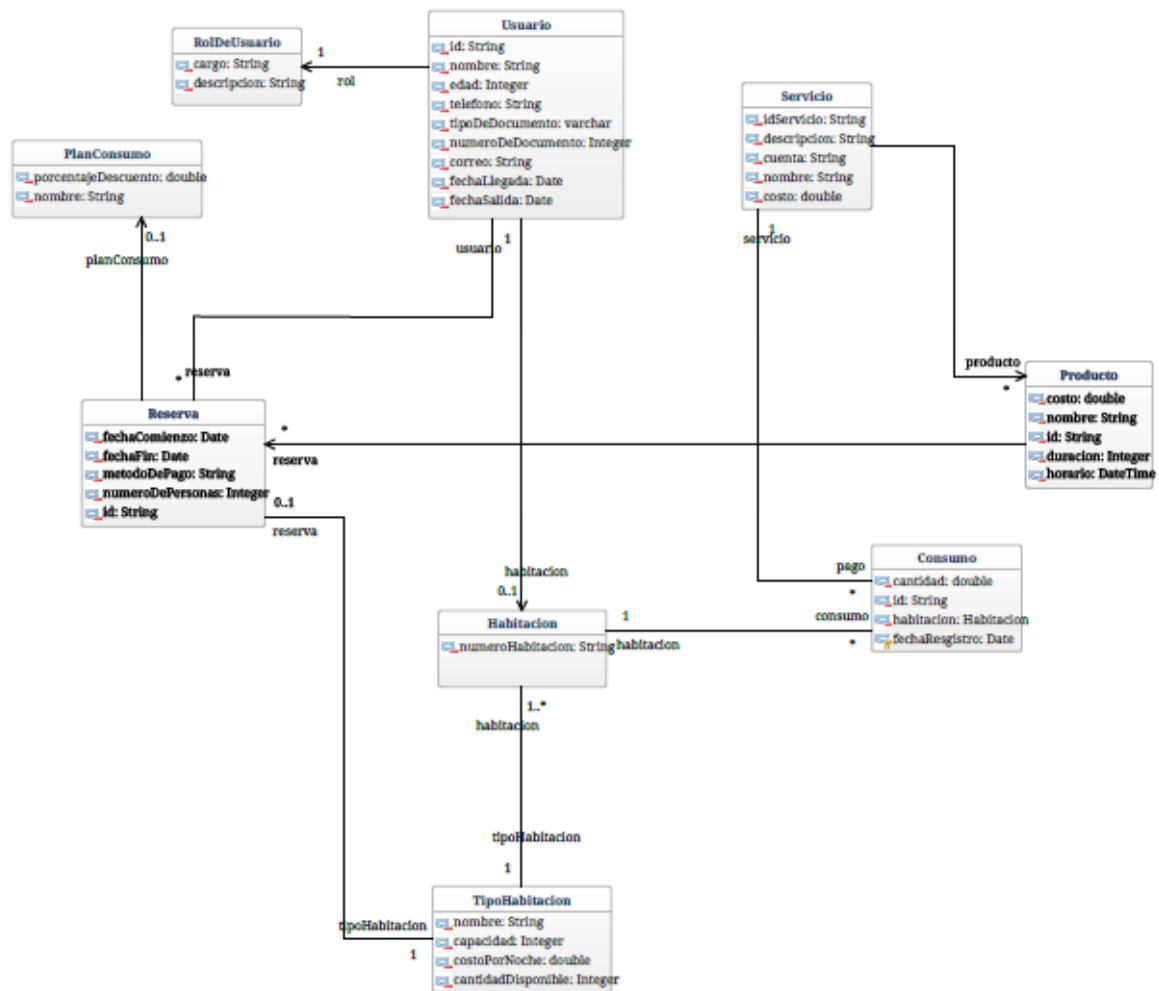 RolDeUsuario
cargo: String
descripcion: String
1
rol
Usuario
id: String
nombre: String
edad: Integer
telefono: String
tipoDeDocumento: varchar
numeroDeDocumento: Integer
correo: String
fechaLlegada: Date
fechaSalida: Date
Servicio
idServicio: String
descripcion: String
cuenta: String
nombre: String
costo: double
PlanConsumo
porcentajeDescuento: double
nombre: String
0..1
planConsumo
usuario
1
1
servicio
producto
*
Producto
costo: double
nombre: String
id: String
duracion: Integer
horario: DateTime
* reserva
Reserva
fechaComienzo: Date
fechaFin: Date
metodoDePago: String
numeroDePersonas: Integer
id: String
*
reserva
0..1
reserva
habitacion
0..1
Habitacion
numeroHabitacion: String
1
habitacion
pago
*
consumo
*
Consumo
cantidad: double
id: String
habitacion: Habitacion
fechaResgistro: Date
1..*
habitacion
tipoHabitacion
1
tipoHabitacion
1
TipoHabitacion
nombre: String
capacidad: Integer
costoPorNoche: double
cantidadDisponible: Integer